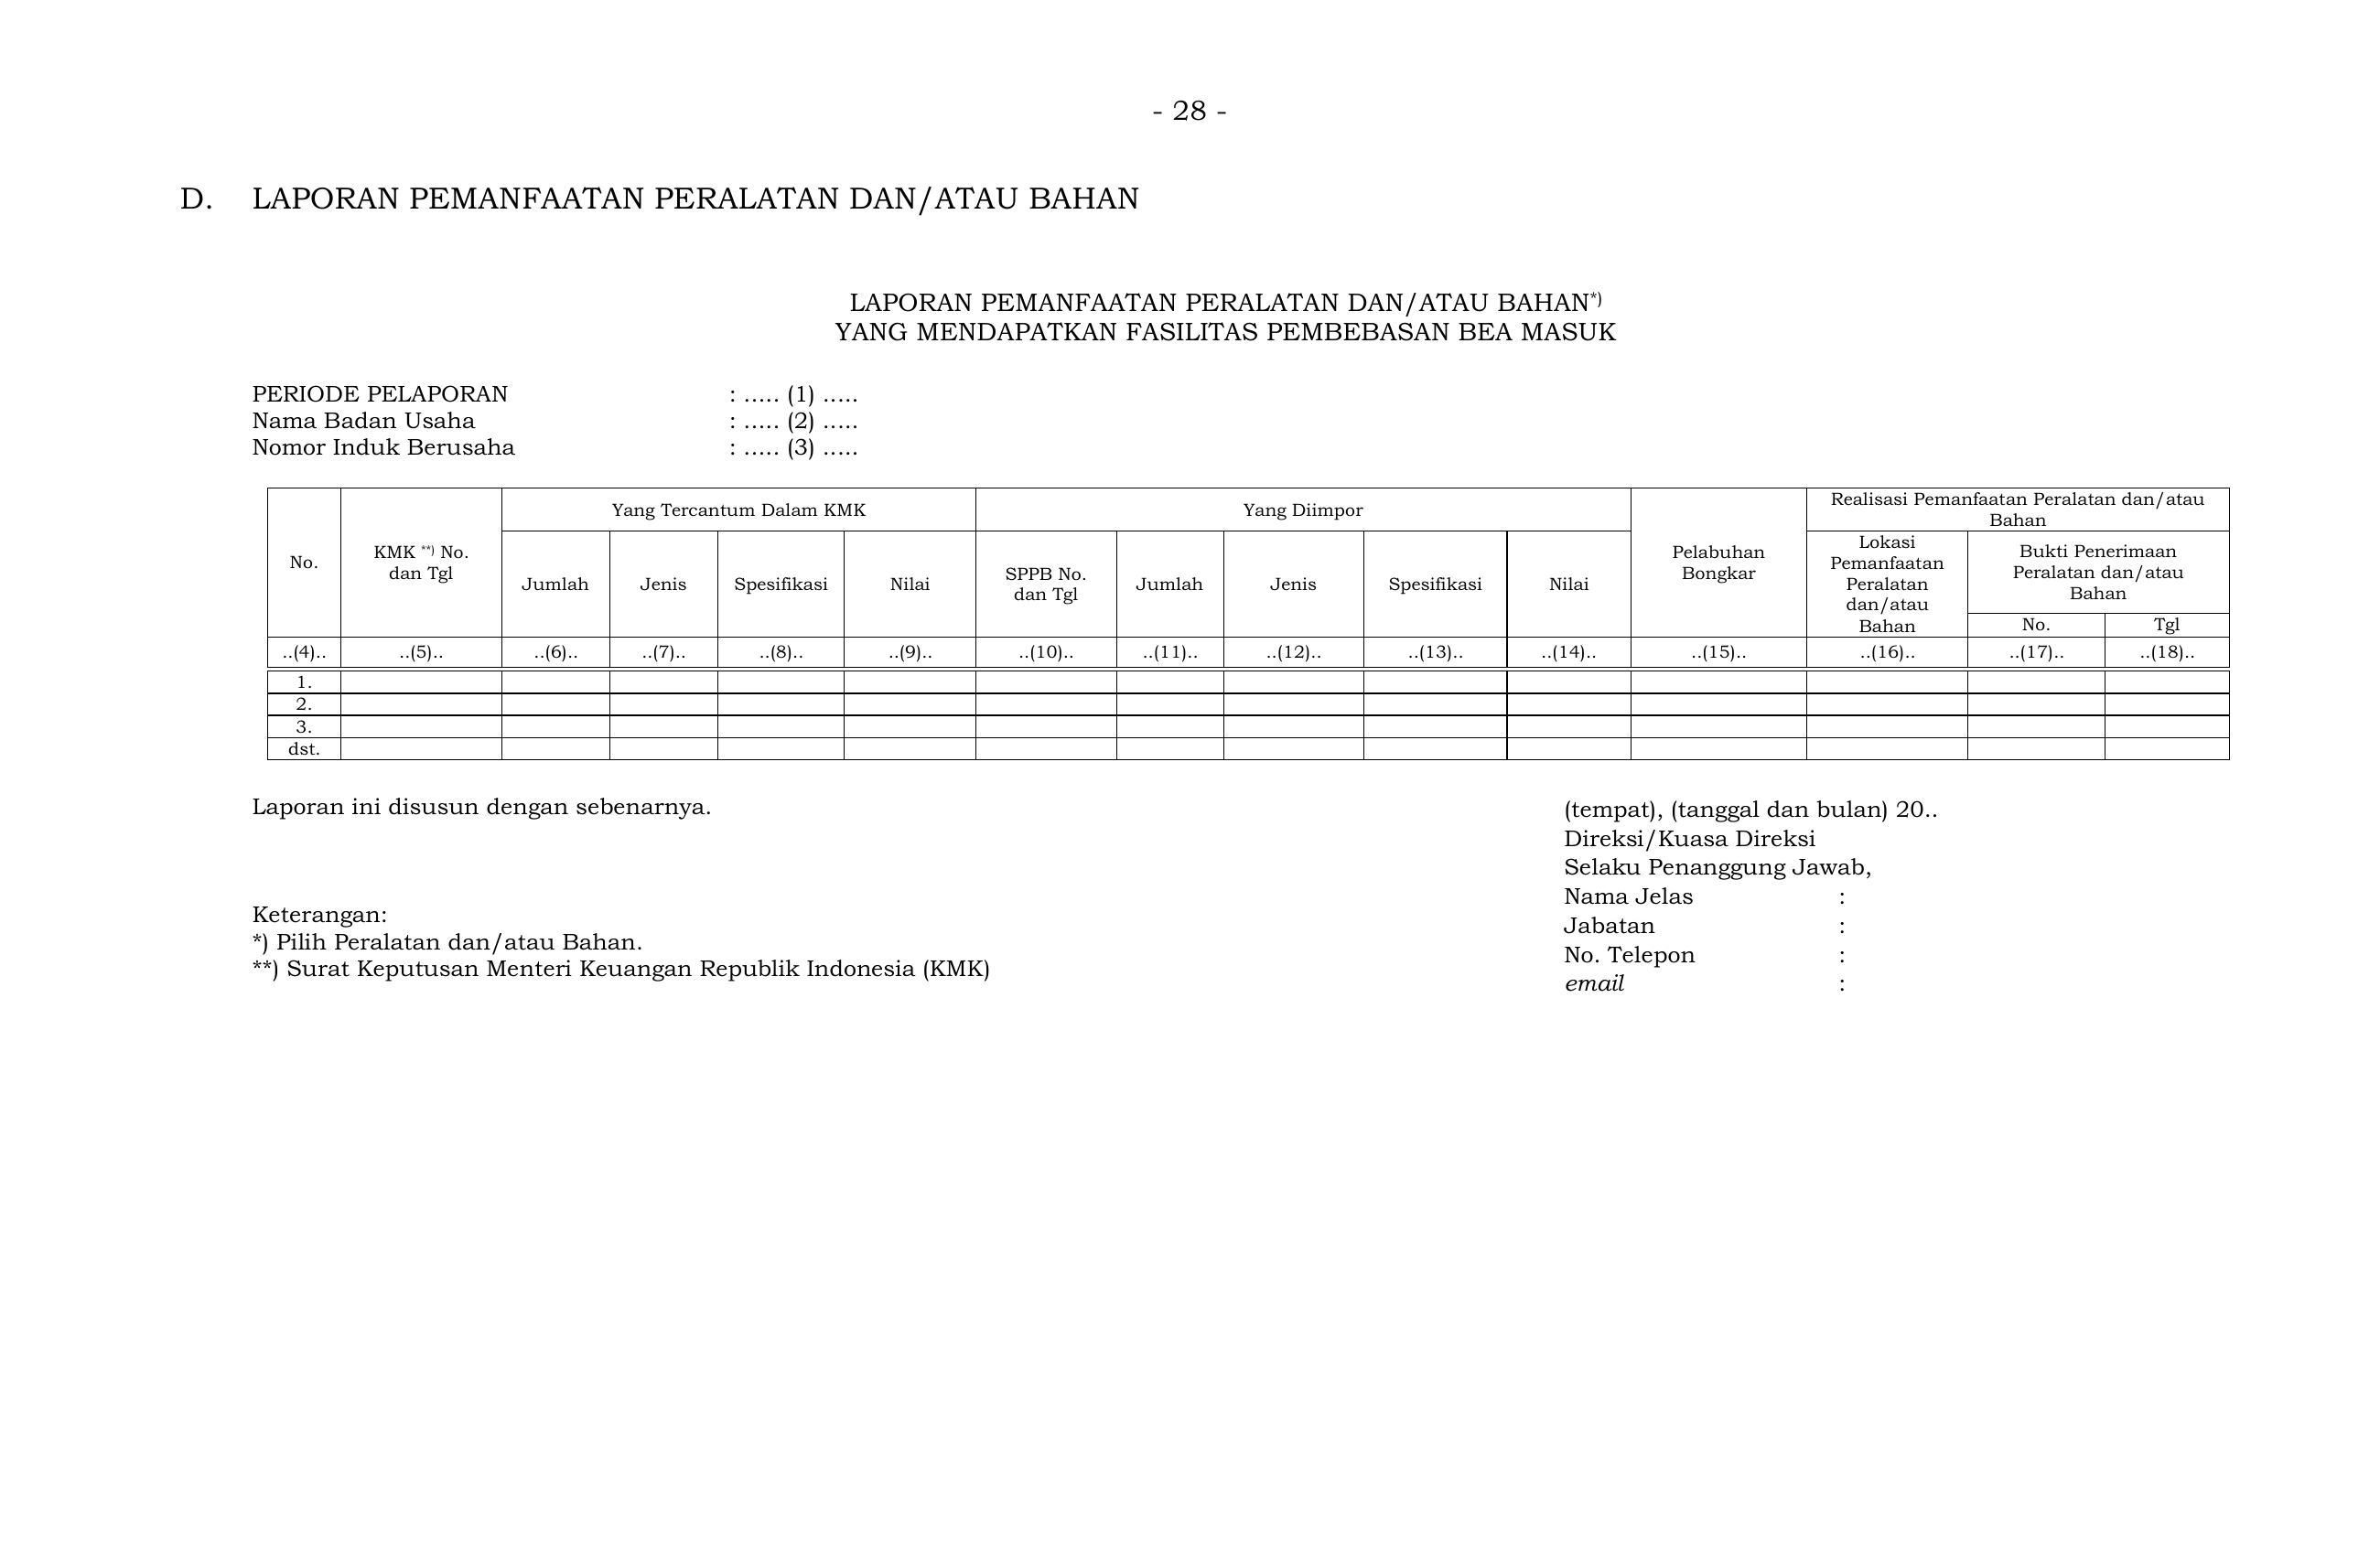 - 28 -
D. LAPORAN PEMANFAATAN PERALATAN DAN/ATAU BAHAN
LAPORAN PEMANFAATAN PERALATAN DAN/ATAU BAHAN*)
YANG MENDAPATKAN FASILITAS PEMBEBASAN BEA MASUK
PERIODE PELAPORAN : ..... (1) .....
Nama Badan Usaha : ..... (2) .....
Nomor Induk Berusaha : ..... (3) .....
No.
KMK **) No.
dan Tgl
Yang Tercantum Dalam KMK
Jumlah Jenis Spesifikasi Nilai
Yang Diimpor
SPPB No.
dan Tgl
Jumlah Jenis Spesifikasi Nilai
Pelabuhan
Bongkar
Realisasi Pemanfaatan Peralatan dan/atau
Bahan
Lokasi
Pemanfaatan
Peralatan
dan/atau
Bahan
Bukti Penerimaan
Peralatan dan/atau
Bahan
No. Tgl
..(4).. ..(5).. ..(6).. ..(7).. ..(8).. ..(9).. ..(10).. ..(11).. ..(12).. ..(13).. ..(14).. ..(15).. ..(16).. ..(17).. ..(18)..
1.
2.
3.
dst.
Laporan ini disusun dengan sebenarnya.
Keterangan:
*) Pilih Peralatan dan/atau Bahan.
**) Surat Keputusan Menteri Keuangan Republik Indonesia (KMK)
(tempat), (tanggal dan bulan) 20..
Direksi/Kuasa Direksi
Selaku Penanggung Jawab,
Nama Jelas :
Jabatan :
No. Telepon :
email :